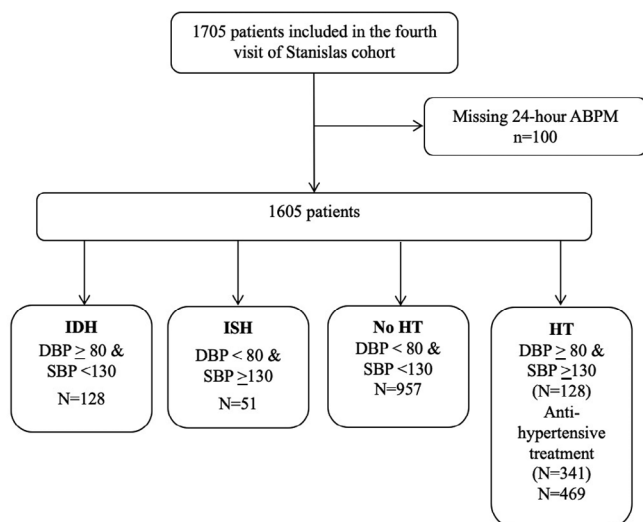 1705 patients included in the fourth
visit of Stanislas cohort
Missing 24-hour ABPM
n=100
1605 patients
IDH
DBP ≥ 80 &
SBP <130
N=128
ISH
DBP < 80 &
SBP ≥130
N=51
No HT
DBP < 80 &
SBP <130
N=957
HT
DBP ≥ 80 &
SBP ≥130
(N=128)
Anti-
hypertensive
treatment
(N=341)
N=469